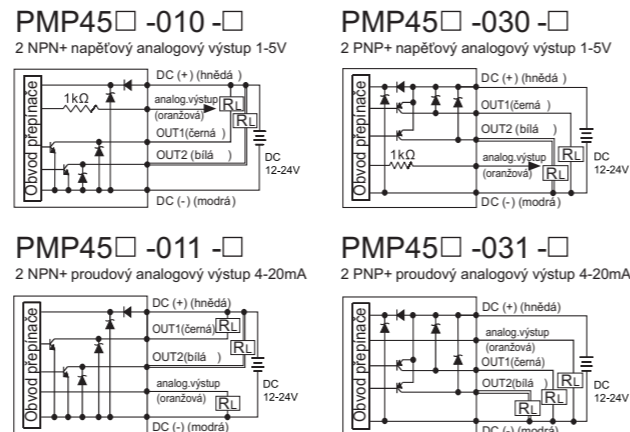 PMP45□ -010 -□
2 NPN+ napěťový analogový výstup 1-5V
Obvod přepínače
1kΩ
DC (+) (hnědá )
analog.výstup
(oranžová)
OUT1(černá )
OUT2 (bílá )
DC (-) (modrá)
RL
RL
DC
12-24V
PMP45□ -030 -□
2 PNP+ napěťový analogový výstup 1-5V
Obvod přepínače
1kΩ
DC (+) (hnědá )
OUT1(černá )
OUT2 (bílá )
analog.výstup
(oranžová)
DC (-) (modrá)
RL
RL
DC
12-24V
PMP45□ -011 -□
2 NPN+ proudový analogový výstup 4-20mA
Obvod přepínače
DC (+) (hnědá)
OUT1(černá)
OUT2(bílá )
analog.výstup
(oranžová)
DC (-) (modrá)
RL
RL
RL
DC
12-24V
PMP45□ -031 -□
2 PNP+ proudový analogový výstup 4-20mA
Obvod přepínače
DC (+) (hnědá)
analog.výstup
(oranžová)
OUT1(černá)
OUT2(bílá )
DC (-) (modrá)
RL
RL
RL
DC
12-24V